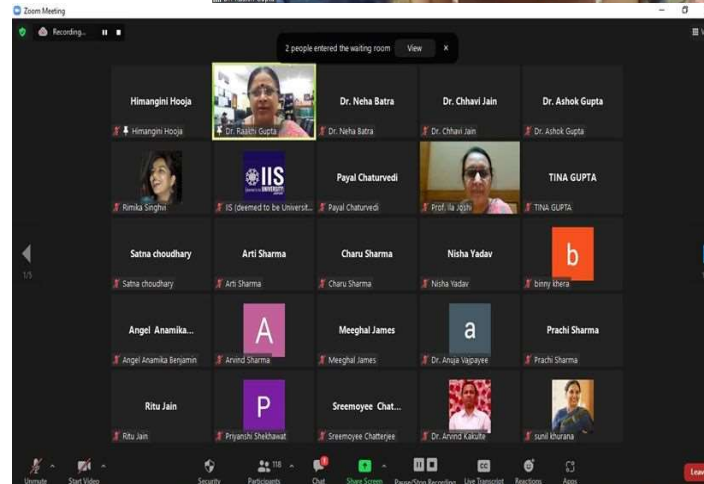 Zoom Meeting
Recording...
2 people entered the waiting room View
Himangini Hooja
Dr. Neha Batra
Dr. Chhavi Jain
Dr. Ashok Gupta
Himangini Hooja
Dr. Raakhi Gupta
Dr. Neha Batra
Dr. Chhavi Jain
Dr. Ashok Gupta
IIS
UNIVERSITY
Payal Chaturvedi
TINA GUPTA
Rimika Singhvi
IIS (deemed to be Universit...
Payal Chaturvedi
Prof. Ila Joshi
TINA GUPTA
Satna choudhary
Arti Sharma
Charu Sharma
Nisha Yadav
b
1/5
Satna choudhary
Arti Sharma
Charu Sharma
Nisha Yadav
binny khera
Angel Anamika...
A
Meeghal James
a
Prachi Sharma
Angel Anamika Benjamin
Arvind Sharma
Meeghal James
Dr. Anuja Vajpayee
Prachi Sharma
Ritu Jain
P
Sreemoyee Chat...
Ritu Jain
Priyanshi Shekhawat
Sreemoyee Chatterjee
Dr. Arvind Kakulte
sunil khurana
118
1
CC
Unmute
Start Video
Security
Participants
Chat
Share Screen
Pause/Stop Recording
Live Transcript
Reactions
Apps
Leav